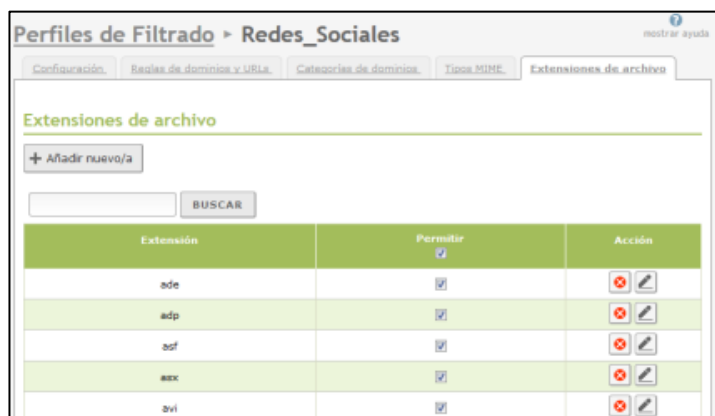 Perfiles de Filtrado ▸ Redes_Sociales
mostrar ayuda
Configuración Reglas de dominios y URLs Categorías de dominios Tipos MIME Extensiones de archivo
Extensiones de archivo
+ Añadir nuevo/a
BUSCAR
Extensión Permitir Acción
ade
adp
asf
asx
avi